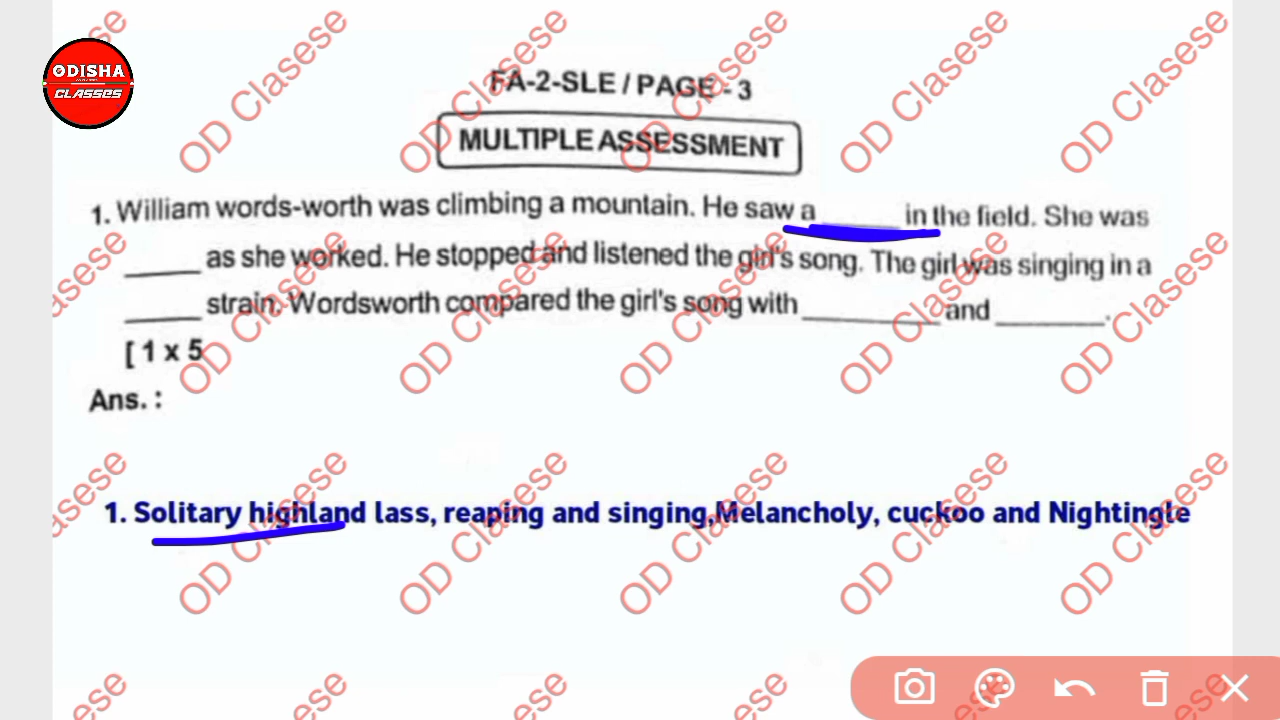 ODISHA
CLASSES
FA-2-SLE / PAGE - 3
MULTIPLE ASSESSMENT
1. William words-worth was climbing a mountain. He saw a ______ in the field. She was
______ as she worked. He stopped and listened the girl's song. The girl was singing in a
______ strain. Wordsworth compared the girl's song with __________ and ________.
[ 1 x 5
Ans. :
1. Solitary highland lass, reaping and singing,Melancholy, cuckoo and Nightingle
OD Clasese